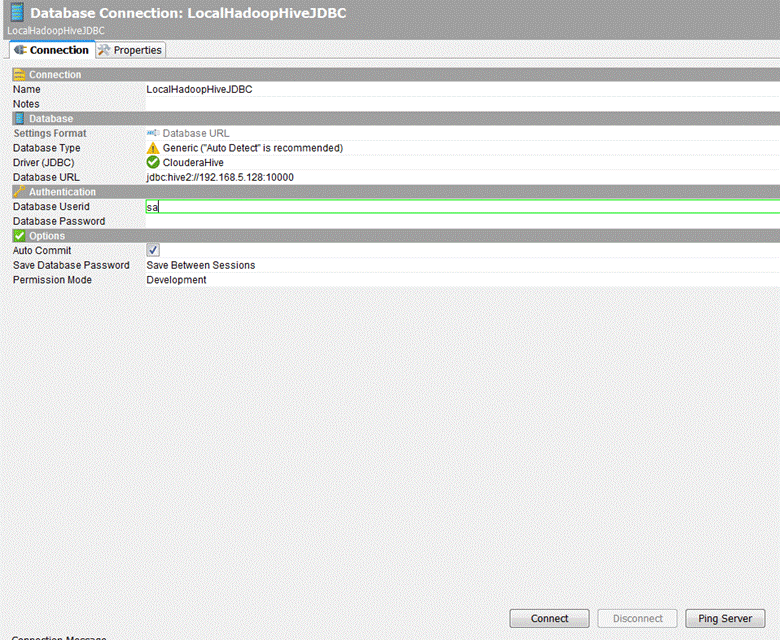 Database Connection: LocalHadoopHiveJDBC
LocalHadoopHiveJDBC
Connection Properties
Connection
Name LocalHadoopHiveJDBC
Notes
Database
Settings Format Database URL
Database Type Generic ("Auto Detect" is recommended)
Driver (JDBC) ClouderaHive
Database URL jdbc:hive2://192.168.5.128:10000
Authentication
Database Userid sa
Database Password
Options
Auto Commit
Save Database Password Save Between Sessions
Permission Mode Development
Connect Disconnect Ping Server
Connection Message